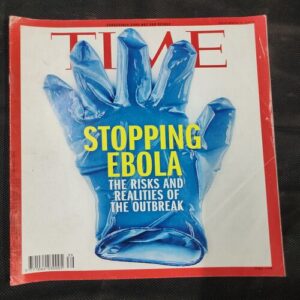 TIME
STOPPING
EBOLA
THE RISKS AND
REALITIES OF
THE OUTBREAK